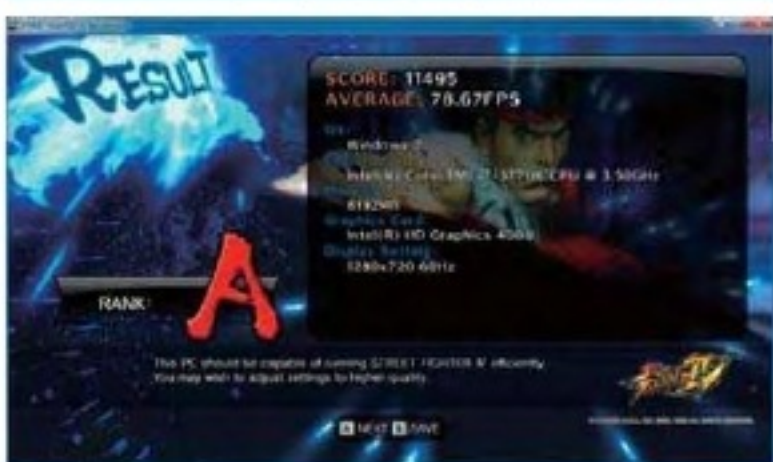 RESULT
SCORE: 11495
AVERAGE: 78.67FPS
OS:
Windows 7
Intel(R) Core(TM) i7-3770K CPU @ 3.50GHz
8192MB
Graphics Card:
Intel(R) HD Graphics 4000
Display Setting:
1280x720 60Hz
RANK:
A
This PC should be capable of running STREET FIGHTER IV efficiently.
You may wish to adjust settings to higher quality.
A NEXT B SAVE